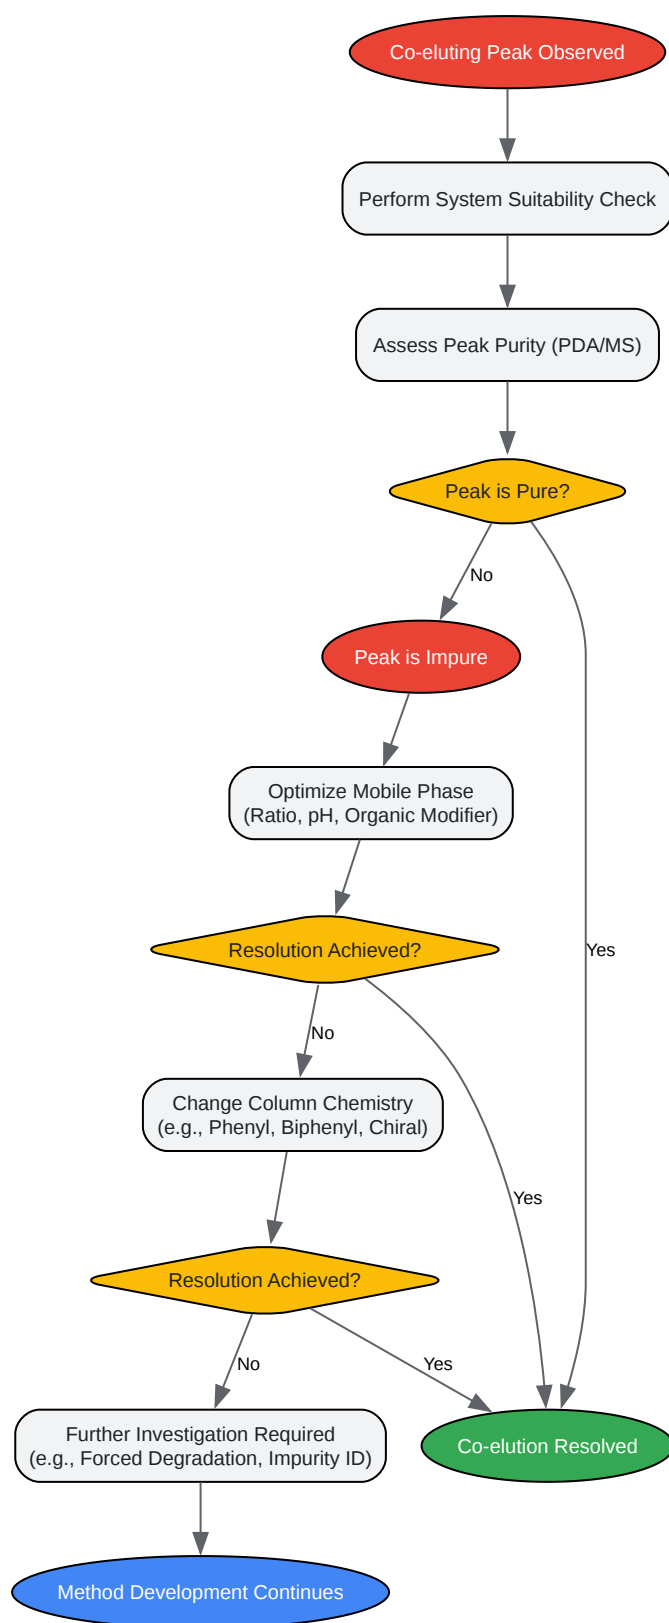 Co-eluting Peak Observed
Perform System Suitability Check
Assess Peak Purity (PDA/MS)
Peak is Pure?
No
Peak is Impure
Optimize Mobile Phase
(Ratio, pH, Organic Modifier)
Resolution Achieved?
Yes
No
Change Column Chemistry
(e.g., Phenyl, Biphenyl, Chiral)
Yes
Resolution Achieved?
No
Yes
Further Investigation Required
(e.g., Forced Degradation, Impurity ID)
Co-elution Resolved
Method Development Continues